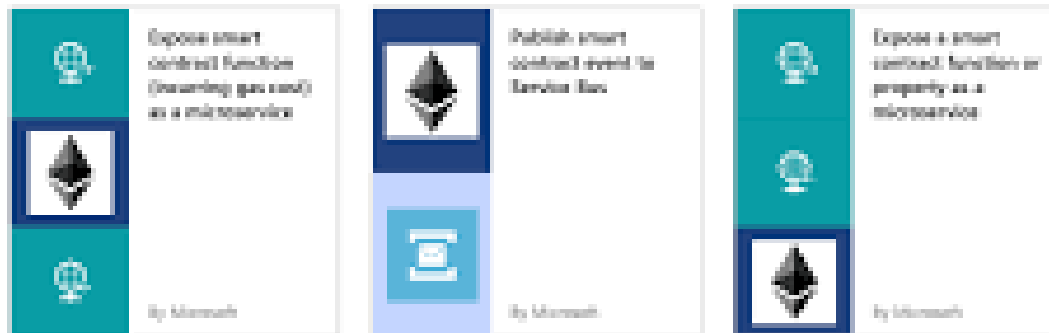 Expose smart
contract function
(incurring gas cost)
as a microservice
By Microsoft
Publish smart
contract event to
Service Bus
By Microsoft
Expose a smart
contract function or
property as a
microservice
By Microsoft